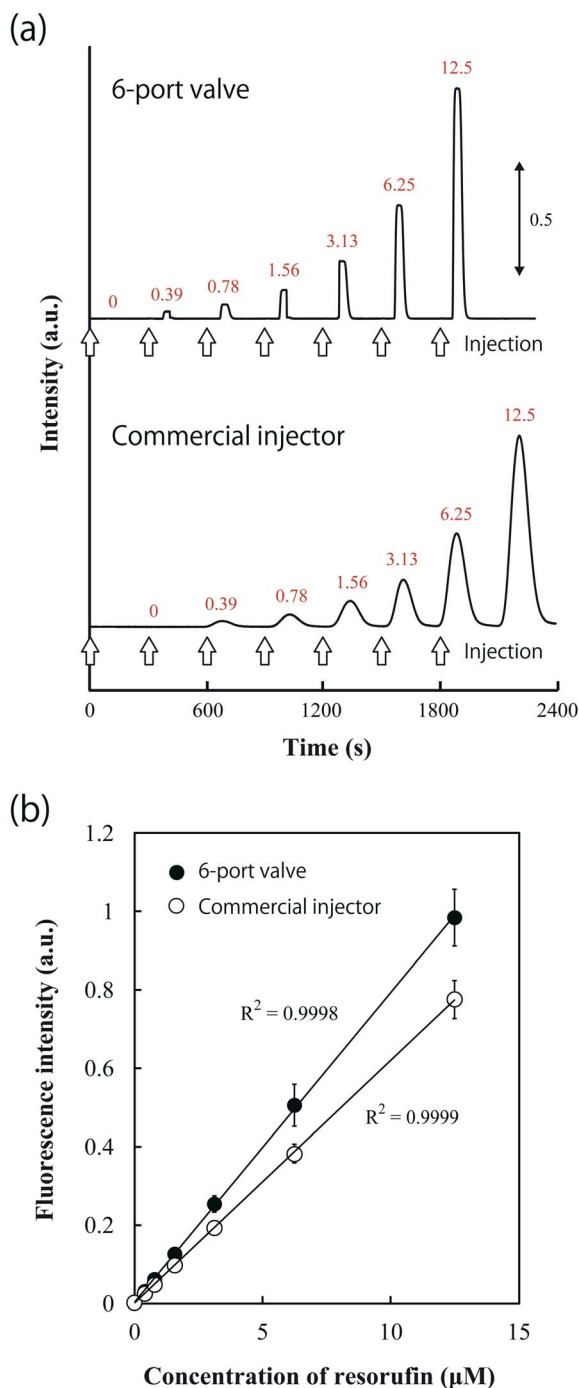 (a)
6-port valve
12.5
6.25
0.5
3.13
1.56
0.78
0.39
0
Injection
Intensity (a.u.)
Commercial injector
12.5
6.25
3.13
1.56
0.78
0.39
0
Injection
0
600
1200
1800
2400
Time (s)
(b)
1.2
6-port valve
Commercial injector
1
0.8
R² = 0.9998
0.6
R² = 0.9999
0.4
0.2
0
Fluorescence intensity (a.u.)
0
5
10
15
Concentration of resorufin (μM)